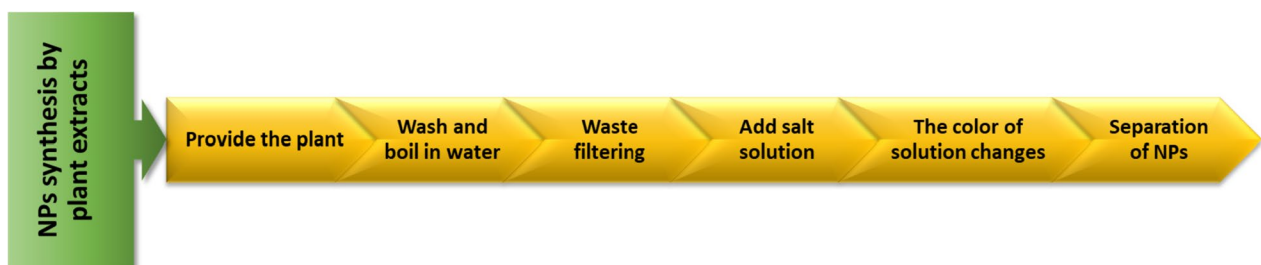 NPs synthesis by
plant extracts
Provide the plant
Wash and
boil in water
Waste
filtering
Add salt
solution
The color of
solution changes
Separation
of NPs